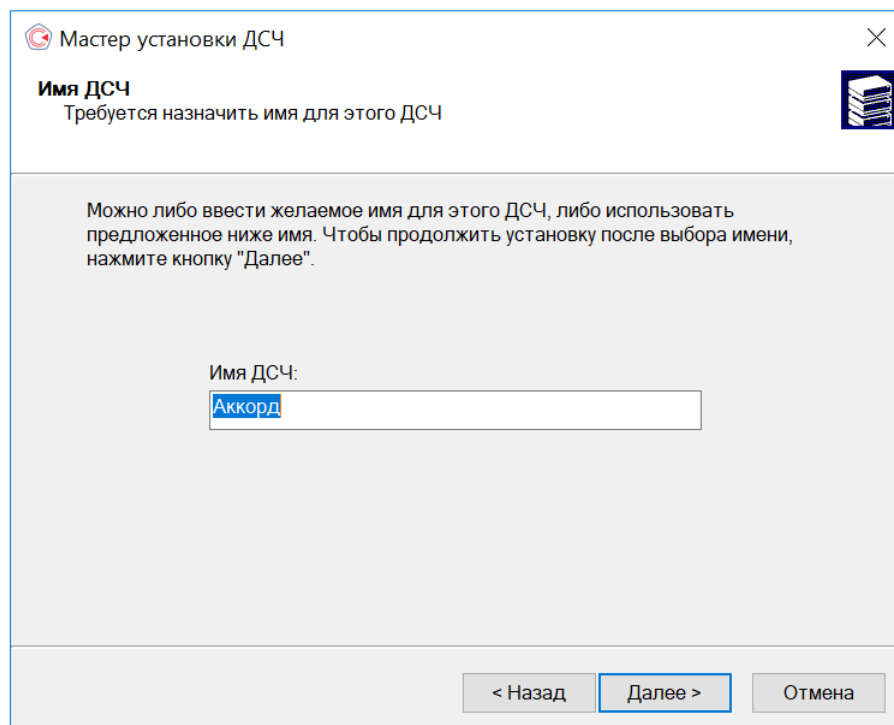 Мастер установки ДСЧ
Имя ДСЧ
Требуется назначить имя для этого ДСЧ
Можно либо ввести желаемое имя для этого ДСЧ, либо использовать
предложенное ниже имя. Чтобы продолжить установку после выбора имени,
нажмите кнопку "Далее".
Имя ДСЧ:
Аккорд
< Назад Далее > Отмена